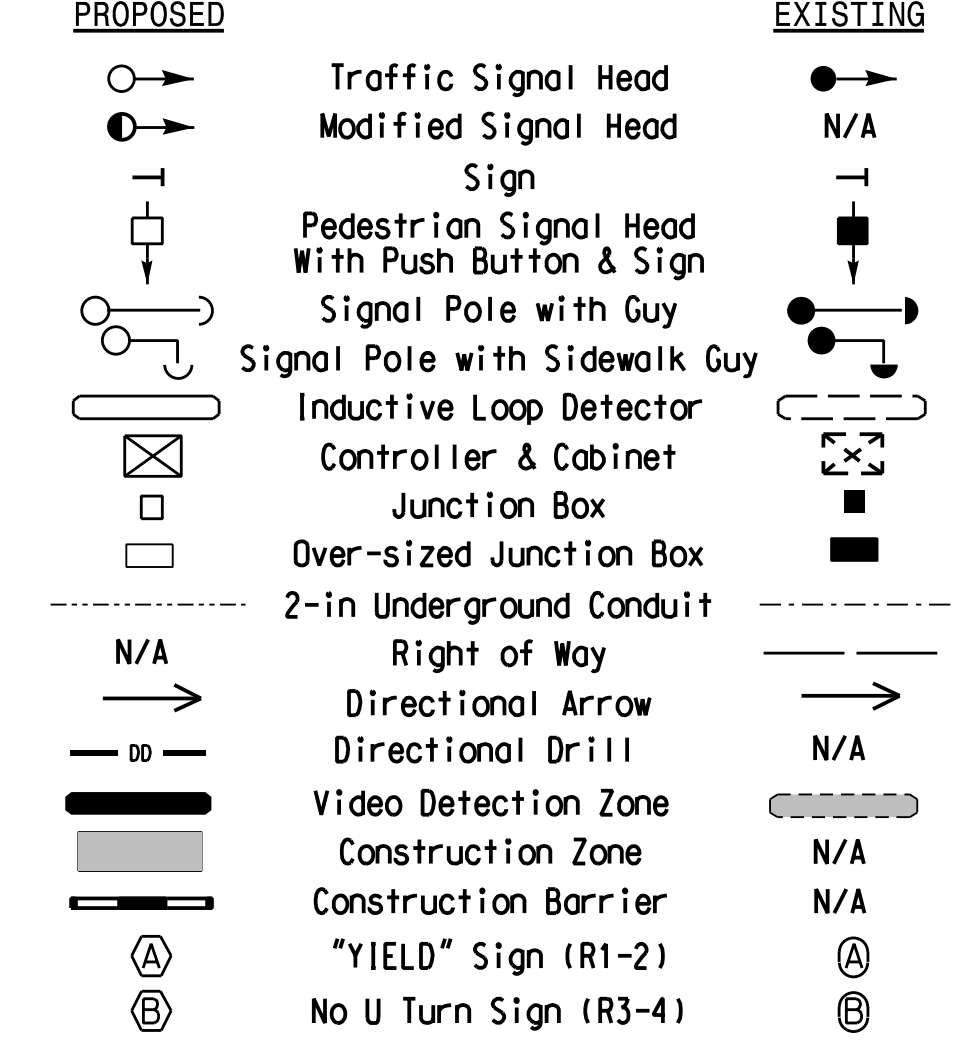 PROPOSED EXISTING
Traffic Signal Head
Modified Signal Head N/A
Sign
Pedestrian Signal Head
With Push Button & Sign
Signal Pole with Guy
Signal Pole with Sidewalk Guy
Inductive Loop Detector
Controller & Cabinet
Junction Box
Over-sized Junction Box
2-in Underground Conduit
N/A Right of Way
Directional Arrow
DD Directional Drill N/A
Video Detection Zone
Construction Zone N/A
Construction Barrier N/A
A "YIELD" Sign (R1-2) A
B No U Turn Sign (R3-4) B